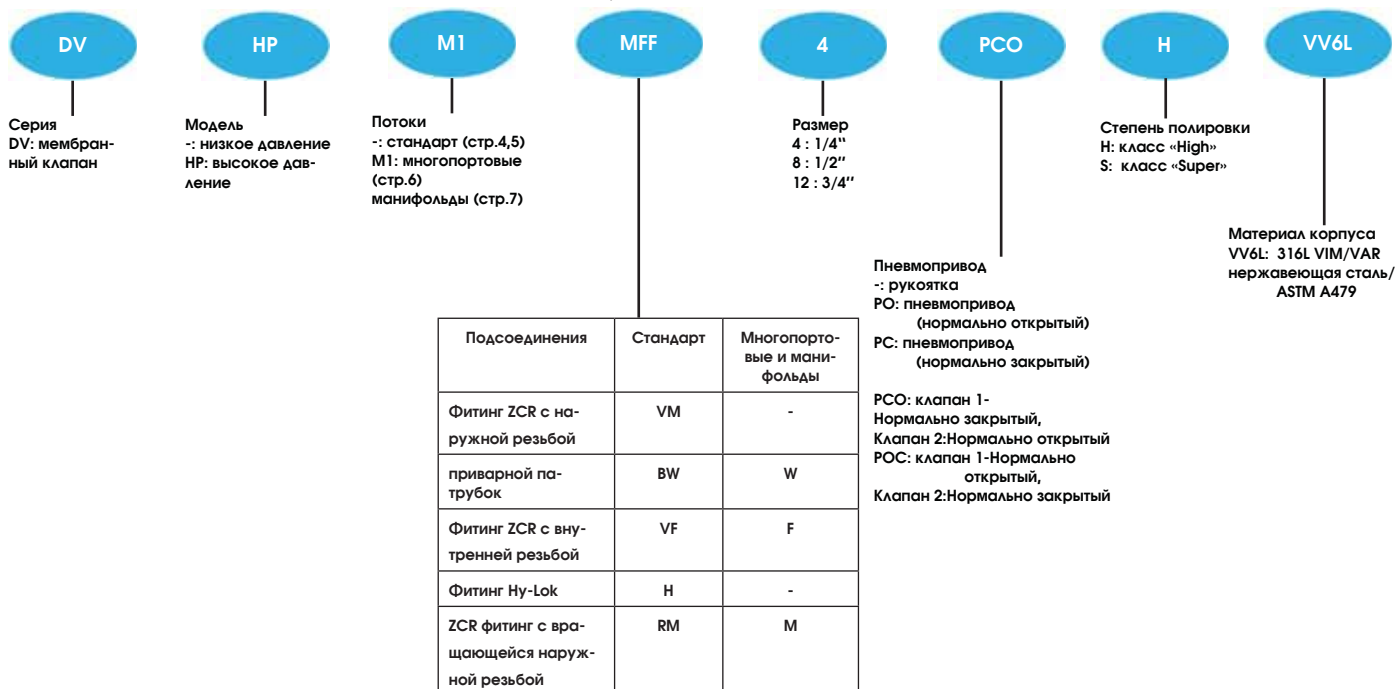 DV
HP
M1
MFF
4
PCO
H
VV6L
Серия
DV: мембран-
ный клапан
Модель
-: низкое давление
HP: высокое дав-
ление
Потоки
-: стандарт (стр.4,5)
M1: многопортовые
(стр.6)
манифольды (стр.7)
Размер
4 : 1/4"
8 : 1/2"
12 : 3/4"
Степень полировки
H: класс «High»
S: класс «Super»
Материал корпуса
VV6L: 316L VIM/VAR
нержавеющая сталь/
ASTM A479
Пневмопривод
-: рукоятка
PO: пневмопривод
(нормально открытый)
PC: пневмопривод
(нормально закрытый)
PCO: клапан 1-
Нормально закрытый,
Клапан 2:Нормально открытый
POC: клапан 1-Нормально
открытый,
Клапан 2:Нормально закрытый
Подсоединения
Стандарт
Многопорто-
вые и мани-
фольды
Фитинг ZCR с на-
ружной резьбой
VM
-
приварной па-
трубок
BW
W
Фитинг ZCR с вну-
тренней резьбой
VF
F
Фитинг Hy-Lok
H
-
ZCR фитинг с вра-
щающейся наруж-
ной резьбой
RM
M